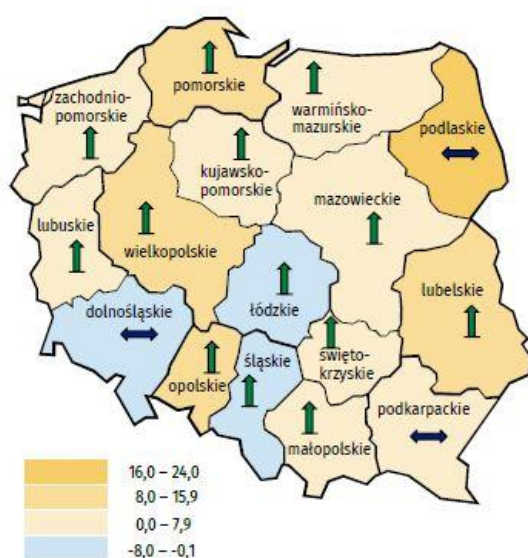 pomorskie
zachodnio-
pomorskie
warmińsko-
mazurskie
podlaskie
kujawsko-
pomorskie
mazowieckie
lubuskie
wielkopolskie
lubelskie
dolnośląskie
łódzkie
śląskie
święto-
krzyskie
opolskie
podkarpackie
małopolskie
16,0 – 24,0
8,0 – 15,9
0,0 – 7,9
-8,0 – -0,1